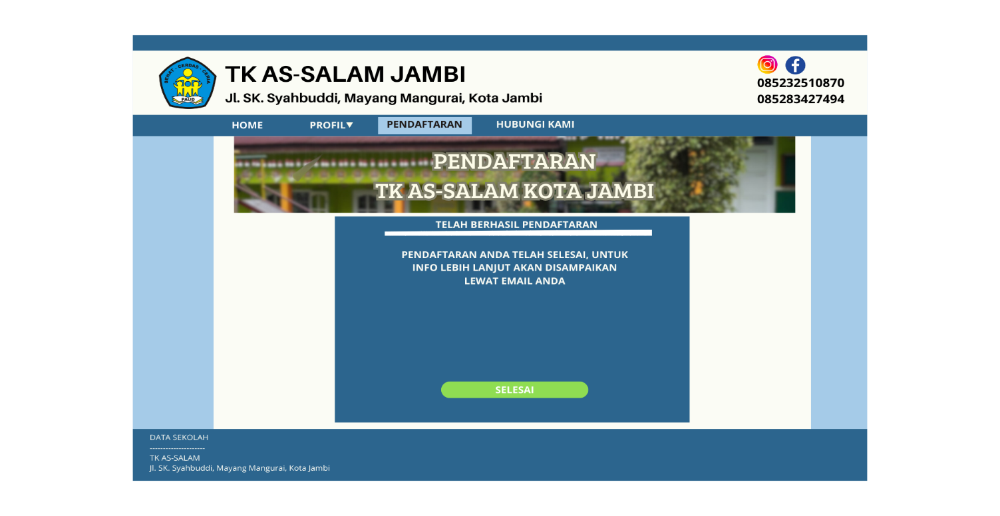 SEHAT - CERDAS - CERIA
PAUD
TK AS-SALAM JAMBI
Jl. SK. Syahbuddi, Mayang Mangurai, Kota Jambi
085232510870
085283427494
HOME
PROFIL▼
PENDAFTARAN
HUBUNGI KAMI
PENDAFTARAN
TK AS-SALAM KOTA JAMBI
TELAH BERHASIL PENDAFTARAN
PENDAFTARAN ANDA TELAH SELESAI, UNTUK
INFO LEBIH LANJUT AKAN DISAMPAIKAN
LEWAT EMAIL ANDA
SELESAI
DATA SEKOLAH
---------------------
TK AS-SALAM
Jl. SK. Syahbuddi, Mayang Mangurai, Kota Jambi